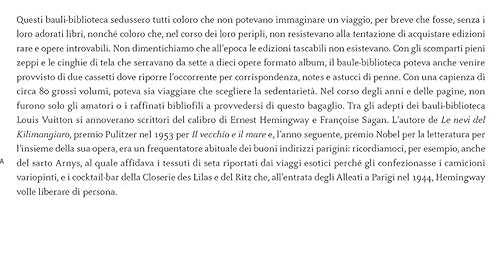 Questi bauli-biblioteca sedussero tutti coloro che non potevano immaginare un viaggio, per breve che fosse, senza i
loro adorati libri, nonché coloro che, nel corso dei loro peripli, non resistevano alla tentazione di acquistare edizioni
rare e opere introvabili. Non dimentichiamo che all'epoca le edizioni tascabili non esistevano. Con gli scomparti pieni
zeppi e le cinghie di tela che serravano da sette a dieci opere formato album, il baule-biblioteca poteva anche venire
provvisto di due cassetti dove riporre l'occorrente per corrispondenza, notes e astucci di penne. Con una capienza di
circa 80 grossi volumi, poteva sia viaggiare che scegliere la sedentarietà. Nel corso degli anni e delle pagine, non
furono solo gli amatori o i raffinati bibliofili a provvedersi di questo bagaglio. Tra gli adepti dei bauli-biblioteca
Louis Vuitton si annoverano scrittori del calibro di Ernest Hemingway e Françoise Sagan. L'autore de Le nevi del
Kilimangiaro, premio Pulitzer nel 1953 per Il vecchio e il mare e, l'anno seguente, premio Nobel per la letteratura per
l'insieme della sua opera, era un frequentatore abituale dei buoni indirizzi parigini: ricordiamoci, per esempio, anche
del sarto Arnys, al quale affidava i tessuti di seta riportati dai viaggi esotici perché gli confezionasse i camicioni
variopinti, e i cocktail-bar della Closerie des Lilas e del Ritz che, all'entrata degli Alleati a Parigi nel 1944, Hemingway
volle liberare di persona.
A